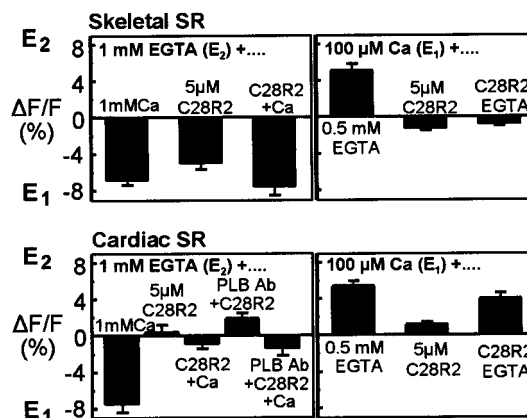 Skeletal SR
E2
1 mM EGTA (E2) +....
100 µM Ca (E1) +....
8
4
0
-4
-8
ΔF/F
(%)
E1
1mMCa
5µM
C28R2
C28R2
+Ca
0.5 mM
EGTA
5µM
C28R2
C28R2
EGTA
Cardiac SR
E2
1 mM EGTA (E2) +....
100 µM Ca (E1) +....
8
4
0
-4
-8
ΔF/F
(%)
E1
1mMCa
5µM
C28R2
C28R2
+Ca
PLB Ab
+C28R2
PLB Ab
+C28R2
+Ca
0.5 mM
EGTA
5µM
C28R2
C28R2
EGTA